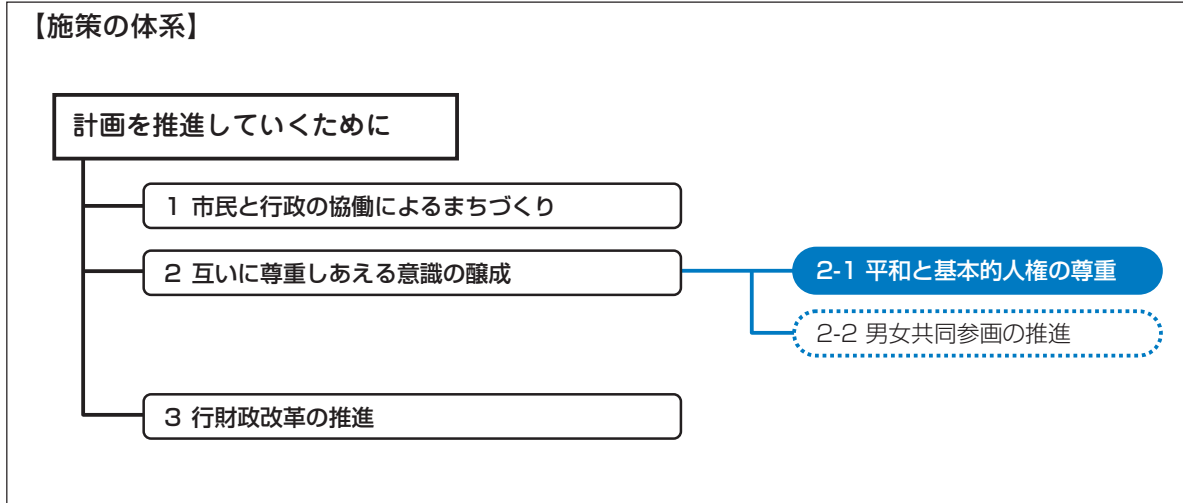 【施策の体系】
計画を推進していくために
1 市民と行政の協働によるまちづくり
2 互いに尊重しあえる意識の醸成
2-1 平和と基本的人権の尊重
2-2 男女共同参画の推進
3 行財政改革の推進